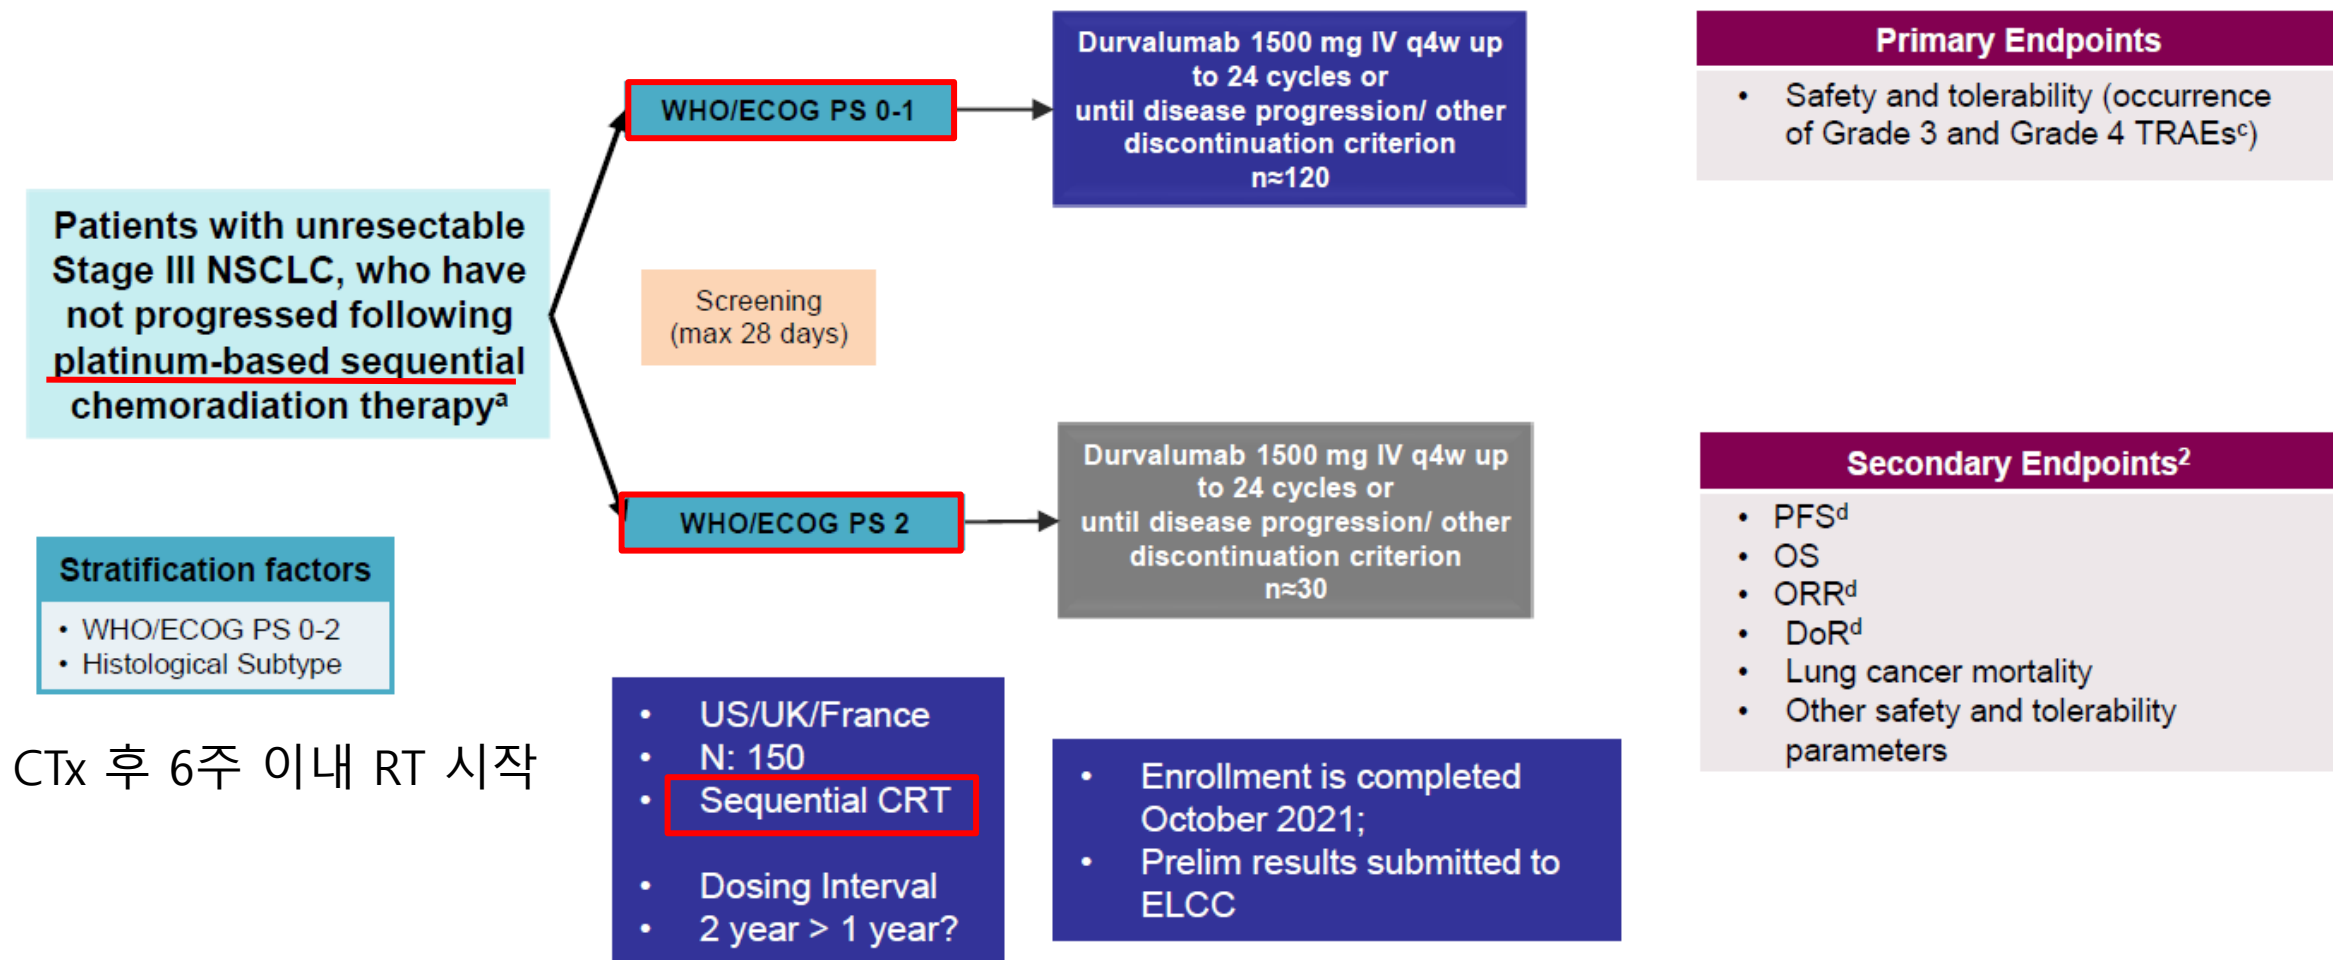 Patients with unresectable
Stage III NSCLC, who have
not progressed following
platinum-based sequential
chemoradiation therapyᵃ
Stratification factors
• WHO/ECOG PS 0-2
• Histological Subtype
CTx 후 6주 이내 RT 시작
WHO/ECOG PS 0-1
Screening
(max 28 days)
WHO/ECOG PS 2
Durvalumab 1500 mg IV q4w up
to 24 cycles or
until disease progression/ other
discontinuation criterion
n≈120
Durvalumab 1500 mg IV q4w up
to 24 cycles or
until disease progression/ other
discontinuation criterion
n≈30
• US/UK/France
• N: 150
• Sequential CRT
• Dosing Interval
• 2 year > 1 year?
• Enrollment is completed
October 2021;
• Prelim results submitted to
ELCC
Primary Endpoints
• Safety and tolerability (occurrence
of Grade 3 and Grade 4 TRAEsᶜ)
Secondary Endpoints²
• PFSᵈ
• OS
• ORRᵈ
• DoRᵈ
• Lung cancer mortality
• Other safety and tolerability
parameters